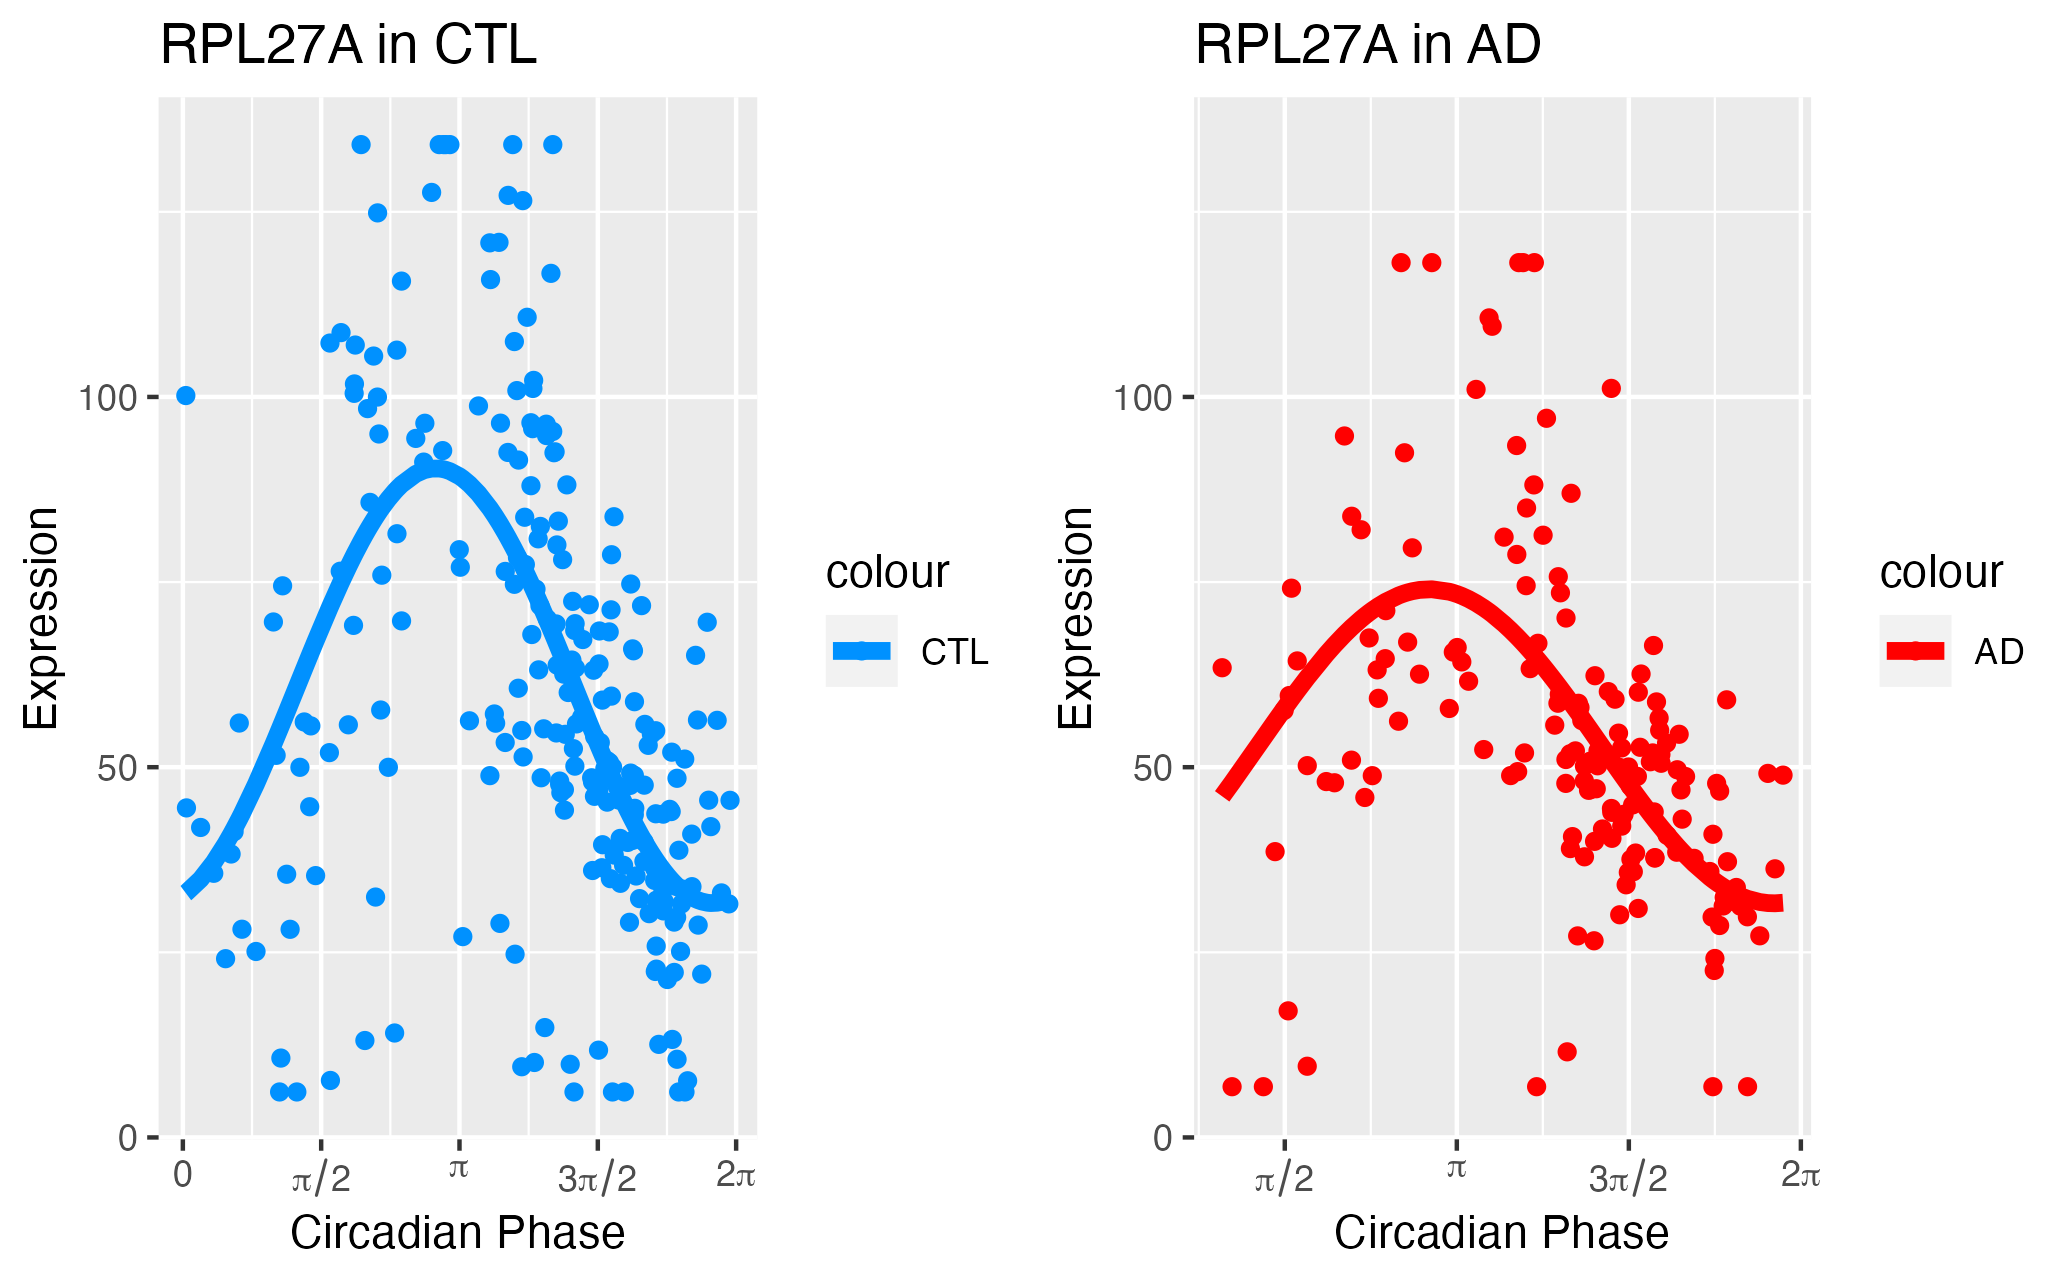 RPL27A in CTL
Expression
100
50
0
0
π/2
π
3π/2
2π
Circadian Phase
colour
CTL
RPL27A in AD
Expression
100
50
0
π/2
π
3π/2
2π
Circadian Phase
colour
AD